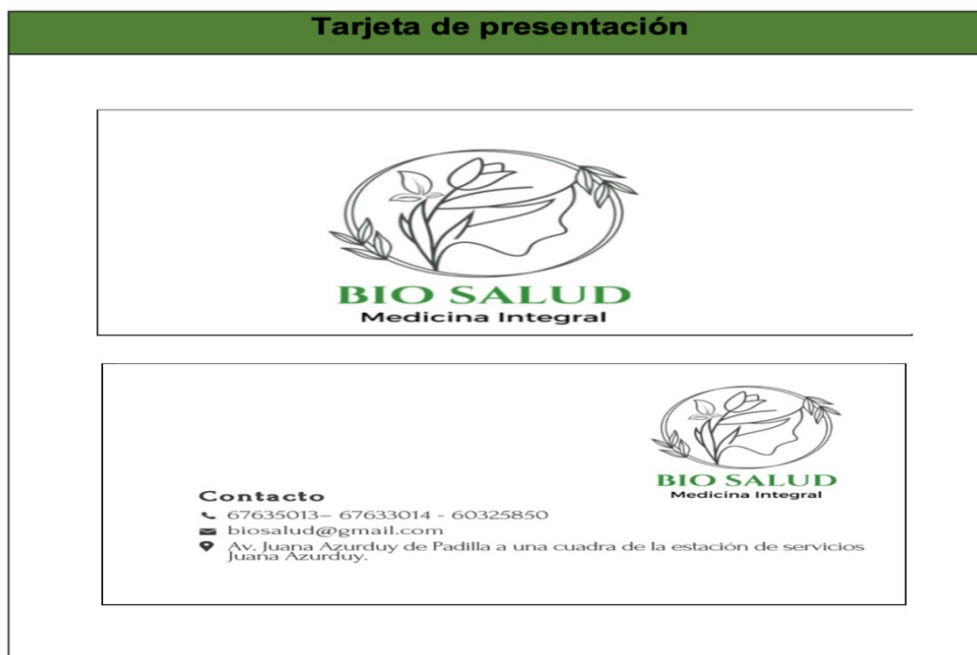 Tarjeta de presentación
BIO SALUD
Medicina Integral
BIO SALUD
Medicina Integral
Contacto
67635013– 67633014 - 60325850
biosalud@gmail.com
Av. Juana Azurduy de Padilla a una cuadra de la estación de servicios
Juana Azurduy.